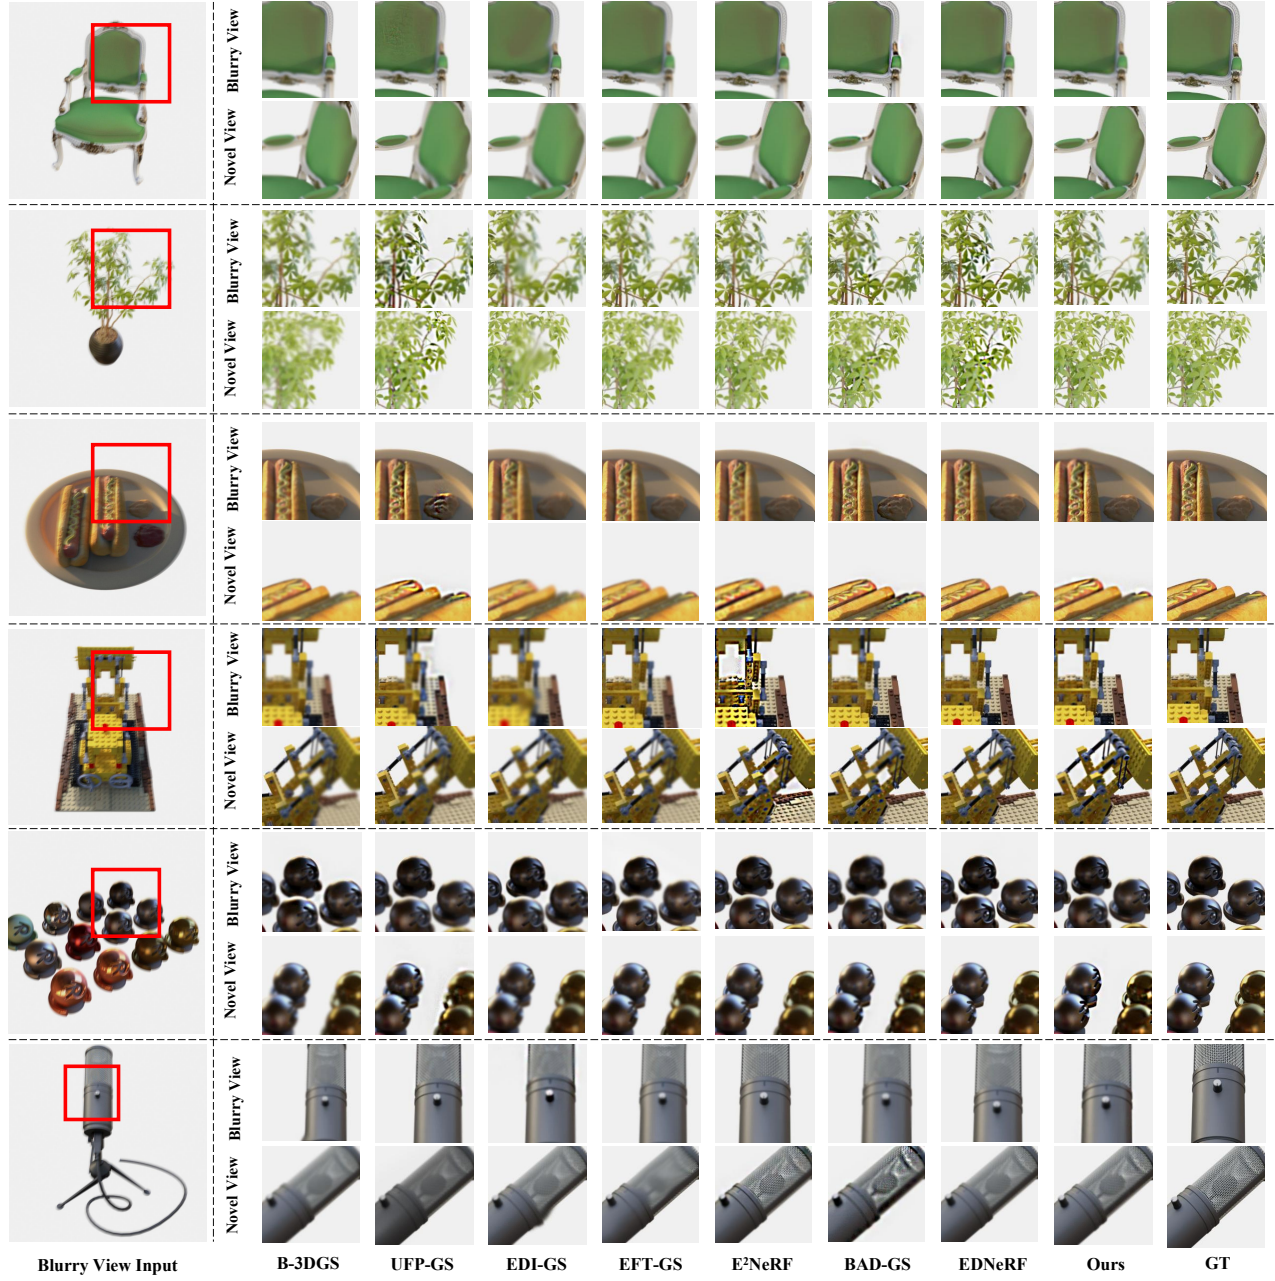 Blurry View
Novel View
Blurry View
Novel View
Blurry View
Novel View
Blurry View
Novel View
Blurry View
Novel View
Blurry View
Novel View
Blurry View Input
B-3DGS
UFP-GS
EDI-GS
EFT-GS
E²NeRF
BAD-GS
EDNeRF
Ours
GT